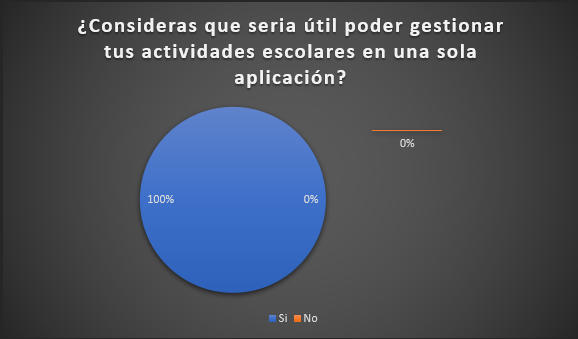 ¿Consideras que seria útil poder gestionar
tus actividades escolares en una sola
aplicación?
0%
100% 0%
Si No